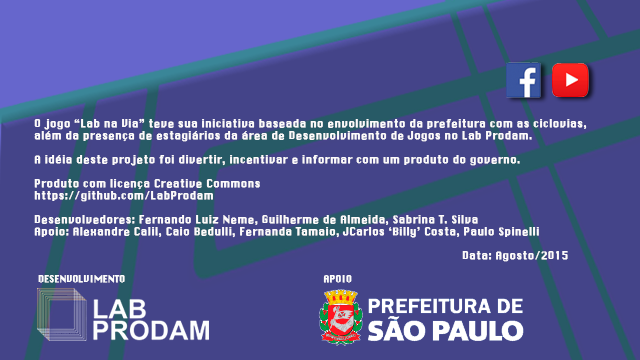 O jogo “Lab na Via” teve sua iniciativa baseada no envolvimento da prefeitura com as ciclovias,
além da presença de estagiários da área de Desenvolvimento de Jogos no Lab Prodam.
A idéia deste projeto foi divertir, incentivar e informar com um produto do governo.
Produto com licença Creative Commons
https://github.com/LabProdam
Desenvolvedores: Fernando Luiz Neme, Guilherme de Almeida, Sabrina T. Silva
Apoio: Alexandre Calil, Caio Bedulli, Fernanda Tamaio, JCarlos ‘Billy’ Costa, Paulo Spinelli
Data: Agosto/2015
DESENVOLVIMENTO
LAB
PRODAM
APOIO
PREFEITURA DE
SÃO PAULO